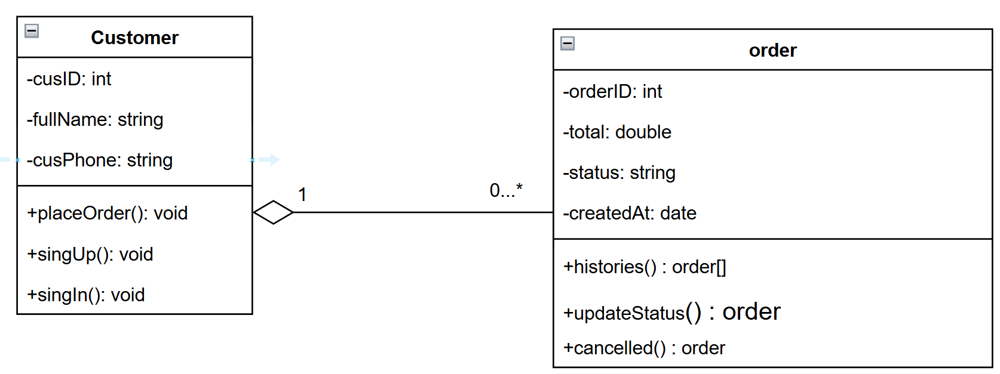 Customer
-cusID: int
-fullName: string
-cusPhone: string
+placeOrder(): void
+singUp(): void
+singIn(): void
1
0...*
order
-orderID: int
-total: double
-status: string
-createdAt: date
+histories() : order[]
+updateStatus() : order
+cancelled() : order